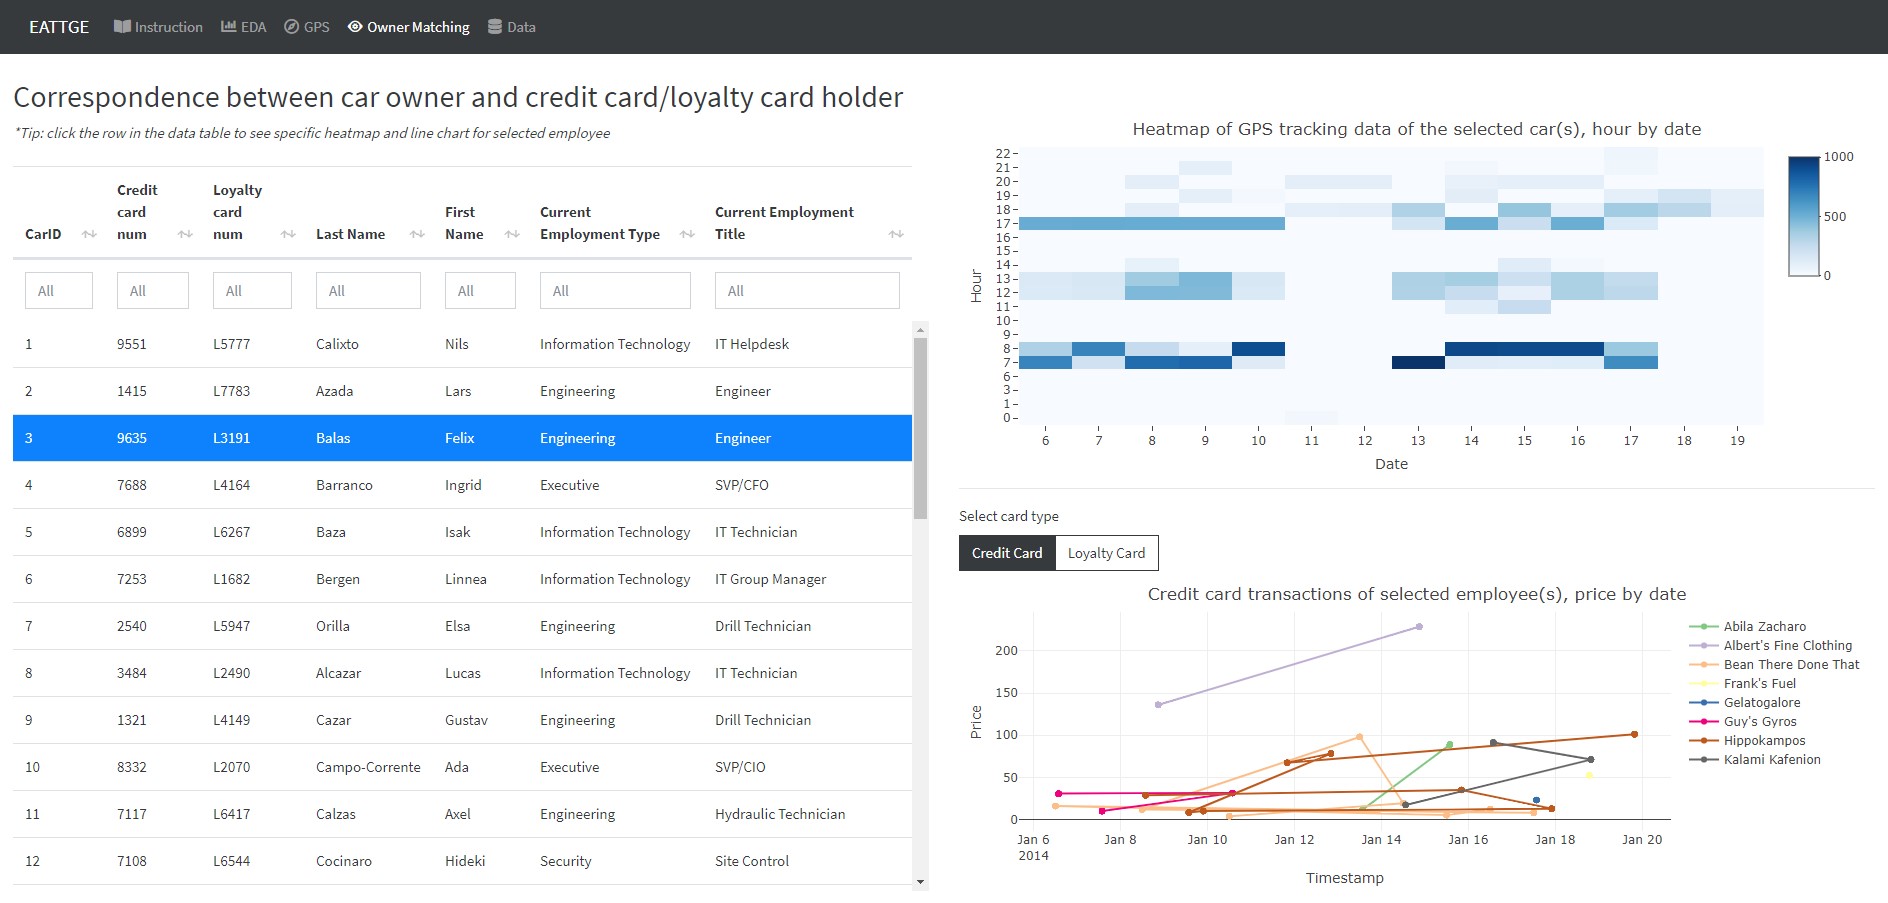 EATTGE Instruction EDA GPS Owner Matching Data
Correspondence between car owner and credit card/loyalty card holder
*Tip: click the row in the data table to see specific heatmap and line chart for selected employee
CarID Credit card num Loyalty card num Last Name First Name Current Employment Type Current Employment Title
All All All All All All All
1 9551 L5777 Calixto Nils Information Technology IT Helpdesk
2 1415 L7783 Azada Lars Engineering Engineer
3 9635 L3191 Balas Felix Engineering Engineer
4 7688 L4164 Barranco Ingrid Executive SVP/CFO
5 6899 L6267 Baza Isak Information Technology IT Technician
6 7253 L1682 Bergen Linnea Information Technology IT Group Manager
7 2540 L5947 Orilla Elsa Engineering Drill Technician
8 3484 L2490 Alcazar Lucas Information Technology IT Technician
9 1321 L4149 Cazar Gustav Engineering Drill Technician
10 8332 L2070 Campo-Corrente Ada Executive SVP/CIO
11 7117 L6417 Calzas Axel Engineering Hydraulic Technician
12 7108 L6544 Cocinaro Hideki Security Site Control
Heatmap of GPS tracking data of the selected car(s), hour by date
Hour
22
21
20
19
18
17
16
15
14
13
12
11
10
9
8
7
6
3
1
0
6 7 8 9 10 11 12 13 14 15 16 17 18 19
Date
1000
500
0
Select card type
Credit Card Loyalty Card
Credit card transactions of selected employee(s), price by date
Price
200
150
100
50
0
Jan 6 Jan 8 Jan 10 Jan 12 Jan 14 Jan 16 Jan 18 Jan 20
2014
Timestamp
Abila Zacharo
Albert's Fine Clothing
Bean There Done That
Frank's Fuel
Gelatogalore
Guy's Gyros
Hippokampos
Kalami Kafenion